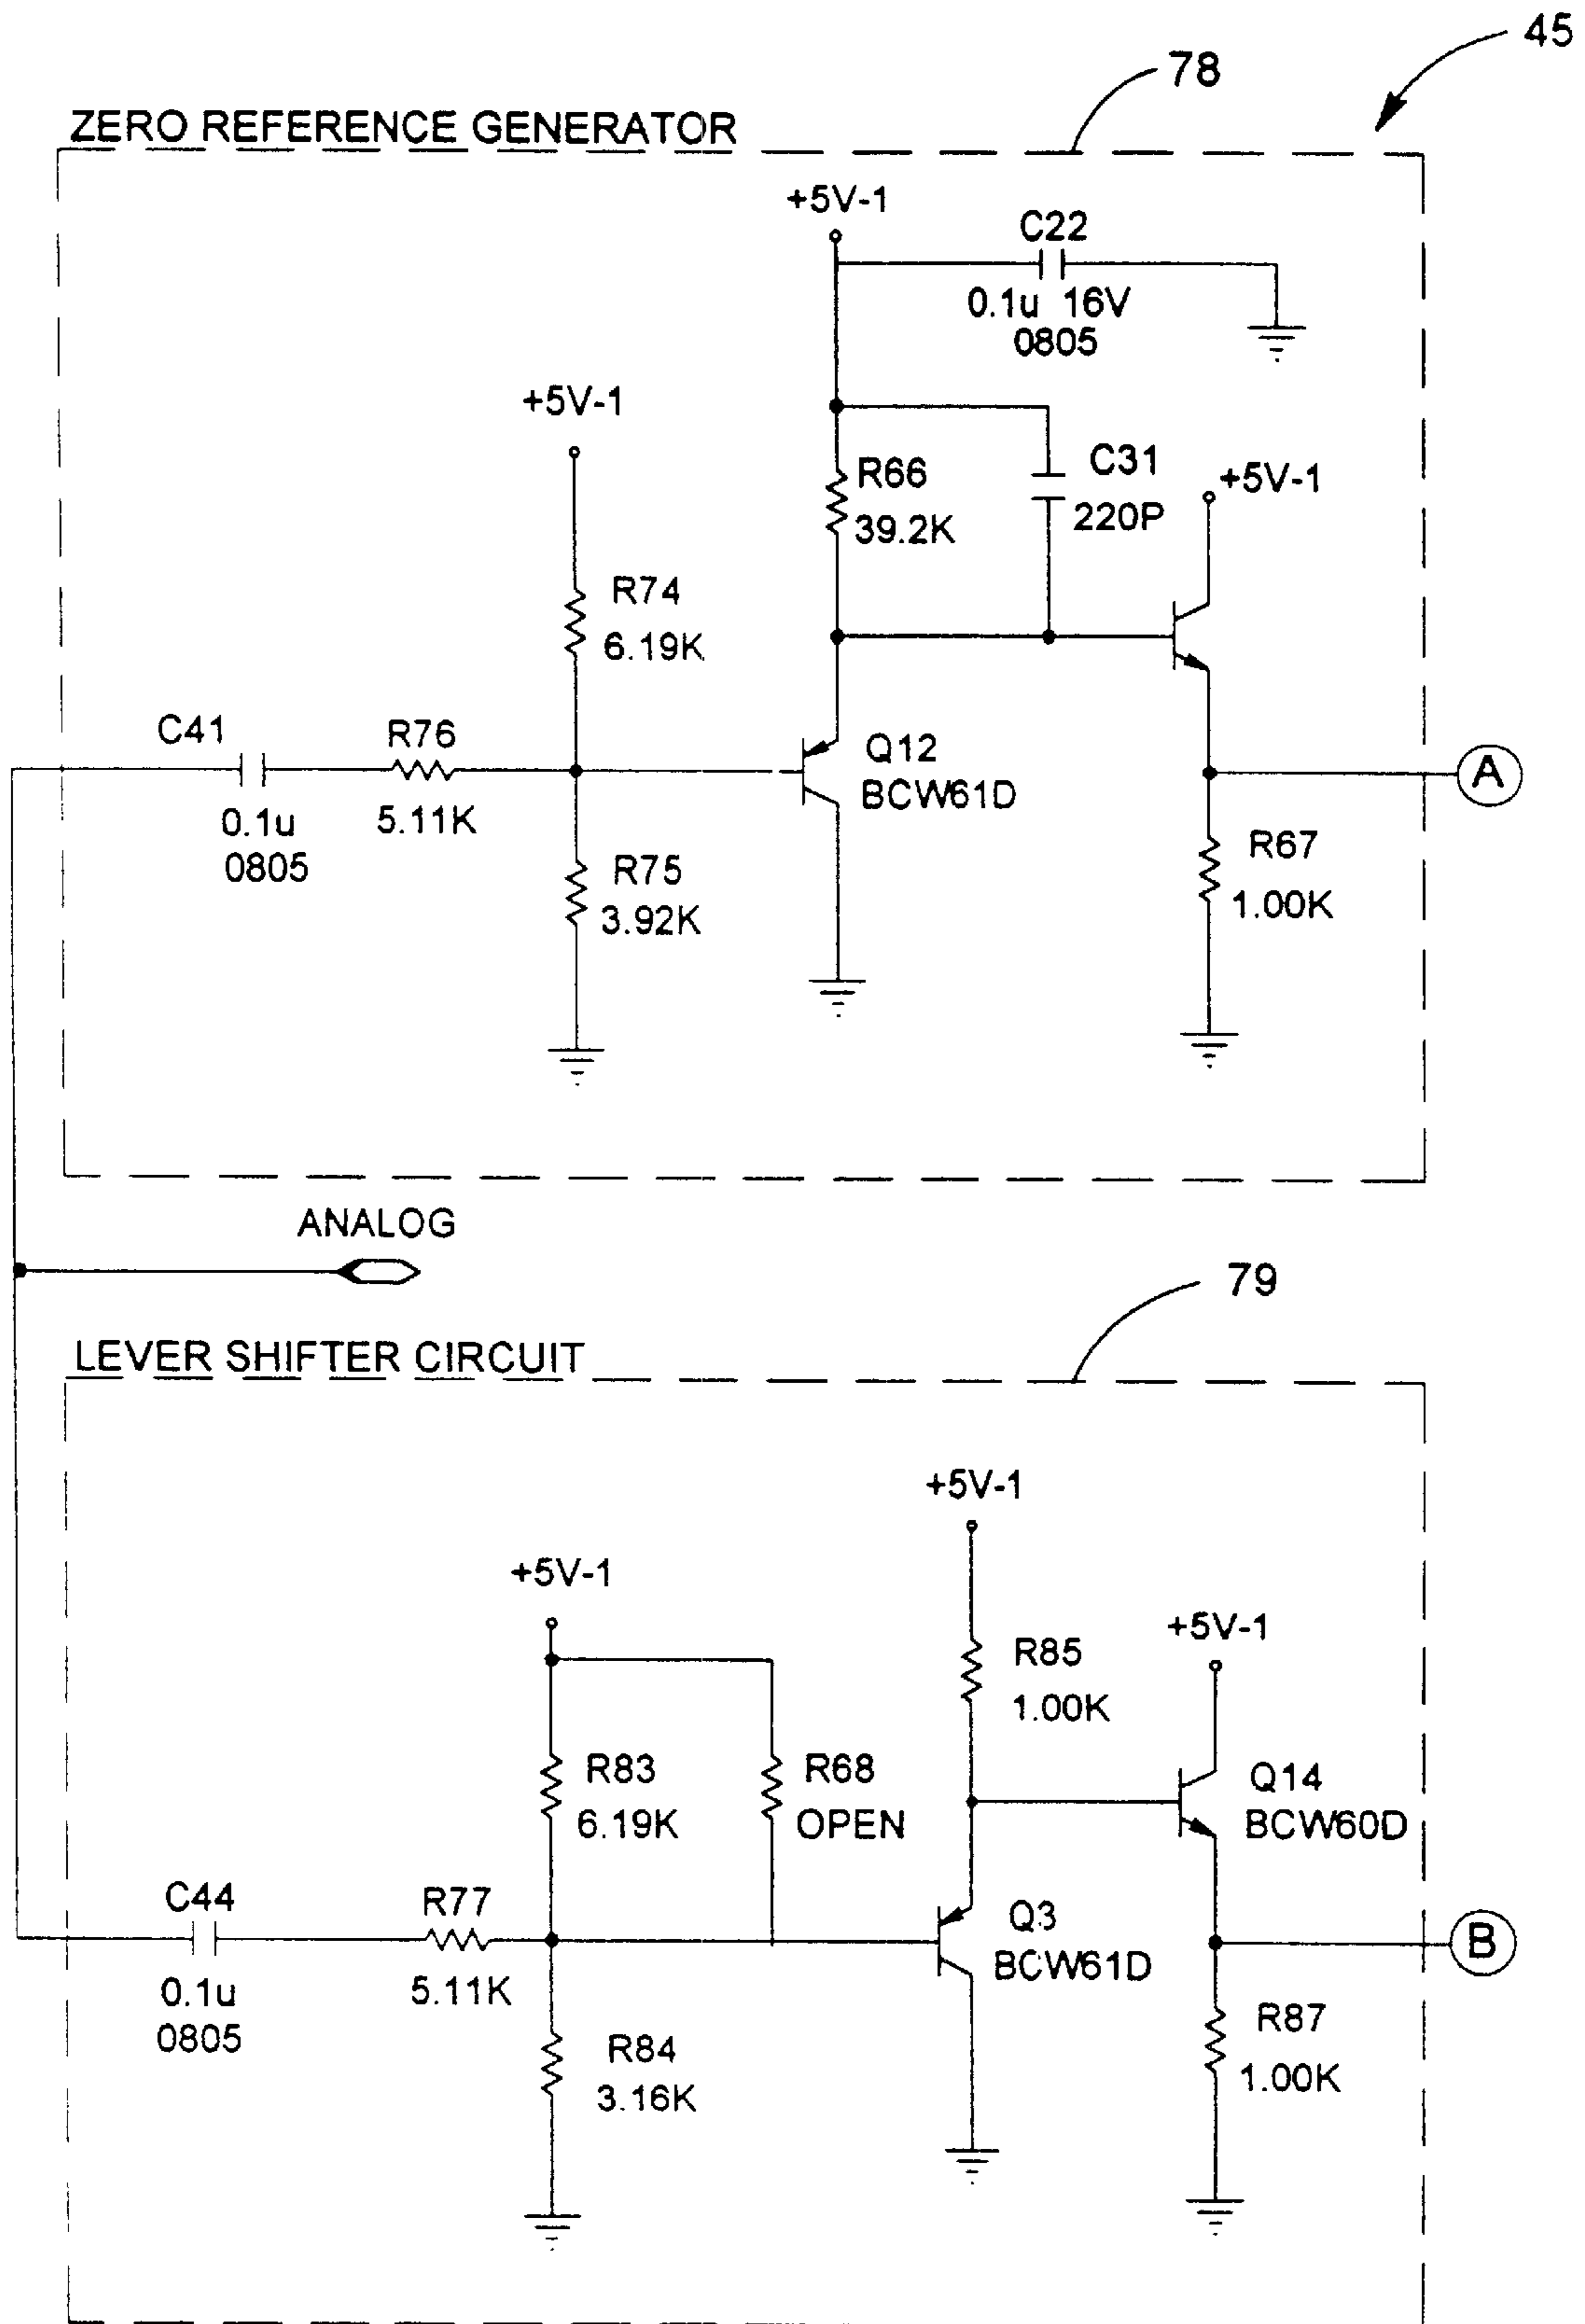 45
78
ZERO REFERENCE GENERATOR
+5V-1
C22
0.1u 16V
0805
+5V-1
R66
39.2K
C31
220P
+5V-1
R74
6.19K
C41
0.1u
0805
R76
5.11K
Q12
BCW61D
A
R75
3.92K
R67
1.00K
ANALOG
79
LEVER SHIFTER CIRCUIT
+5V-1
+5V-1
+5V-1
R85
1.00K
R83
6.19K
R68
OPEN
Q14
BCW60D
C44
0.1u
0805
R77
5.11K
Q3
BCW61D
B
R84
3.16K
R87
1.00K